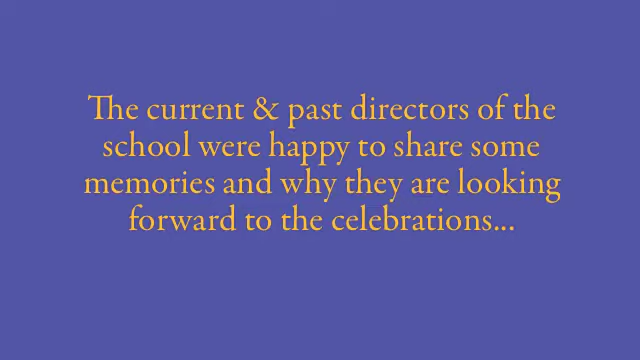 The current & past directors of the
school were happy to share some
memories and why they are looking
forward to the celebrations...